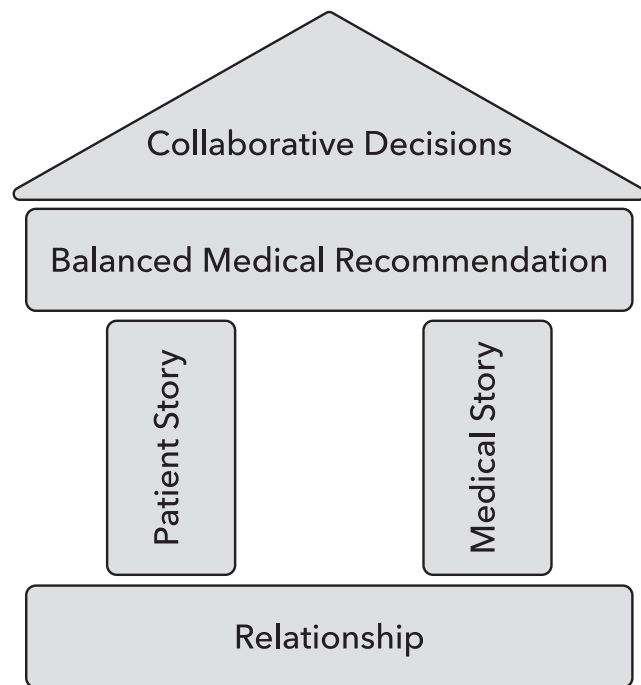 Collaborative Decisions
Balanced Medical Recommendation
Patient Story
Medical Story
Relationship